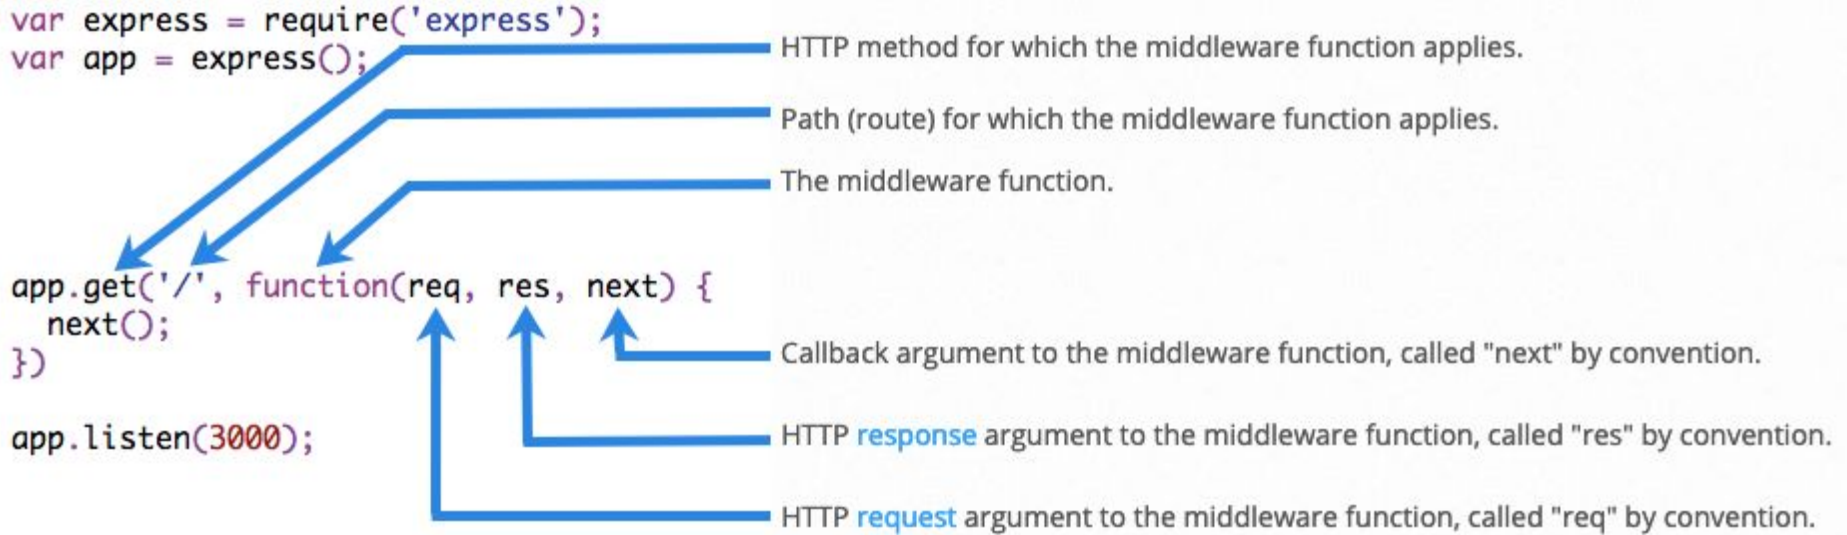 var express = require('express');
var app = express();
HTTP method for which the middleware function applies.
Path (route) for which the middleware function applies.
The middleware function.
app.get('/', function(req, res, next) {
  next();
})
Callback argument to the middleware function, called "next" by convention.
app.listen(3000);
HTTP response argument to the middleware function, called "res" by convention.
HTTP request argument to the middleware function, called "req" by convention.